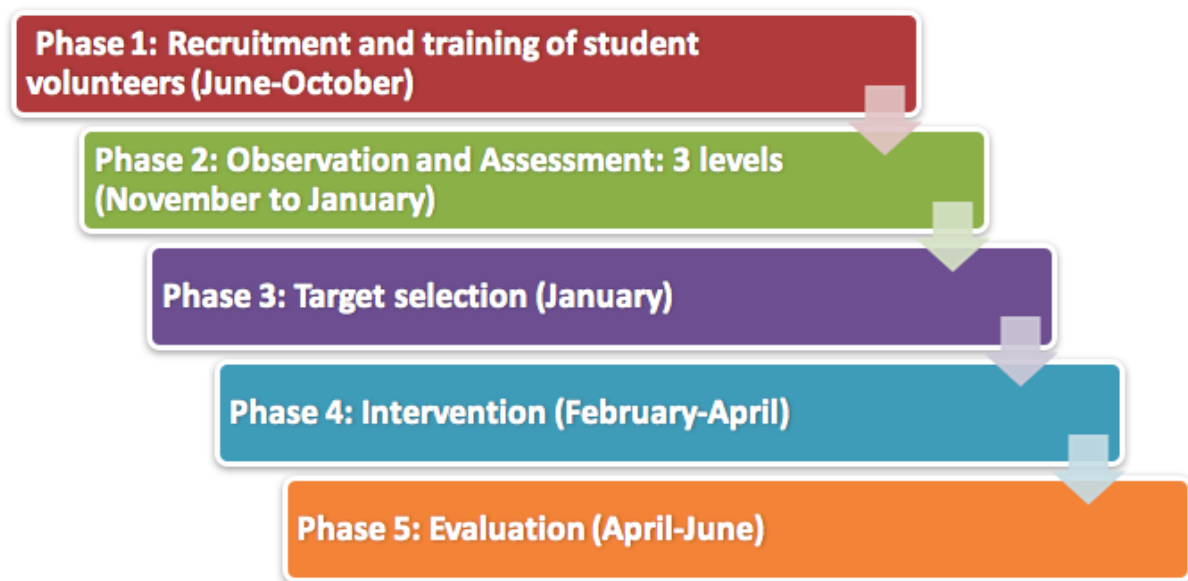 Phase 1: Recruitment and training of student
volunteers (June-October)
Phase 2: Observation and Assessment: 3 levels
(November to January)
Phase 3: Target selection (January)
Phase 4: Intervention (February-April)
Phase 5: Evaluation (April-June)